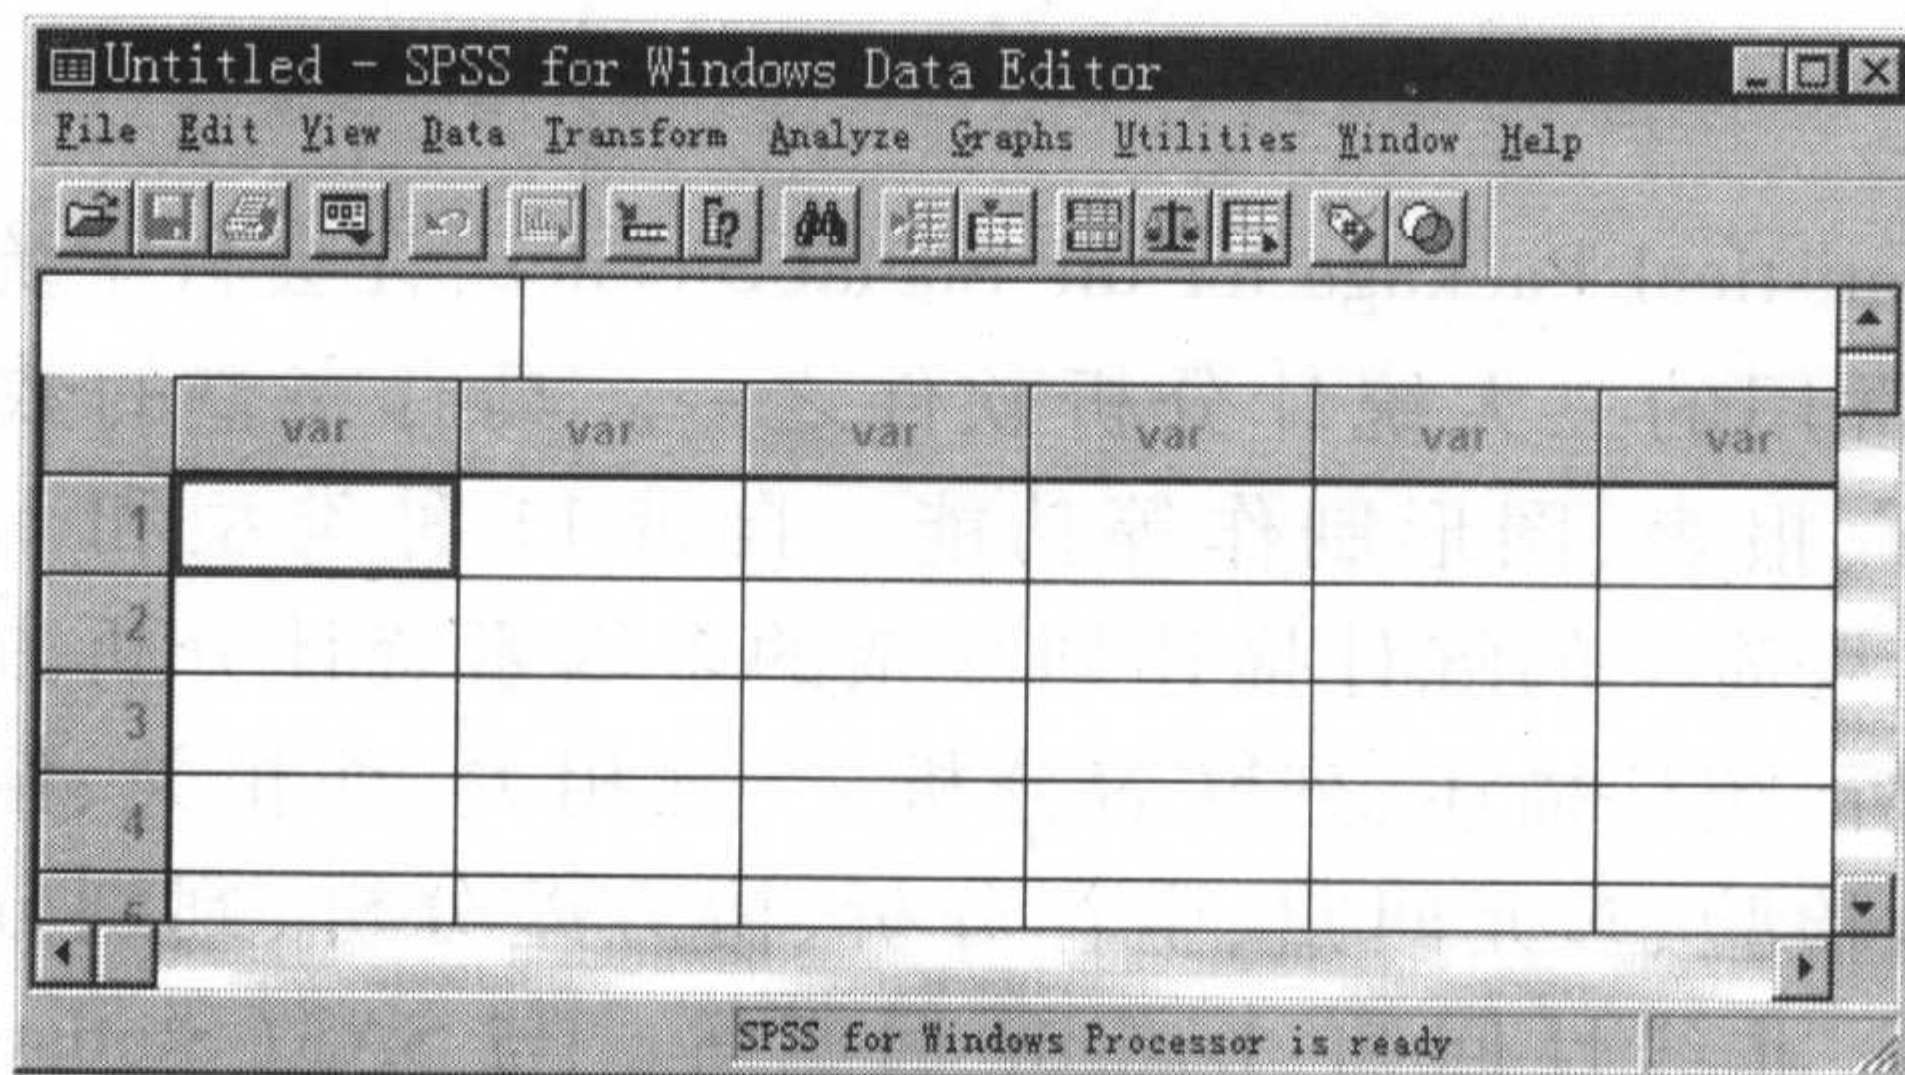 Untitled - SPSS for Windows Data Editor
File Edit View Data Transform Analyze Graphs Utilities Window Help
var var var var var var
1
2
3
4
SPSS for Windows Processor is ready